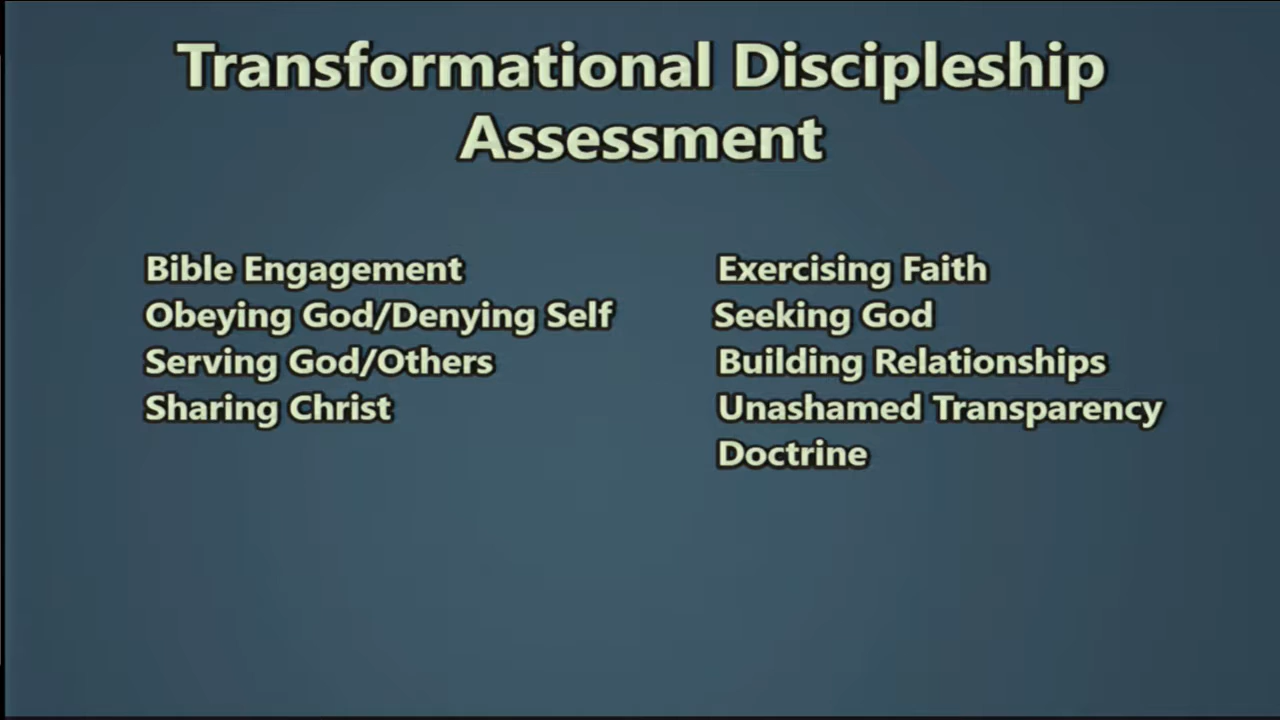 Transformational Discipleship
Assessment
Bible Engagement
Obeying God/Denying Self
Serving God/Others
Sharing Christ
Exercising Faith
Seeking God
Building Relationships
Unashamed Transparency
Doctrine